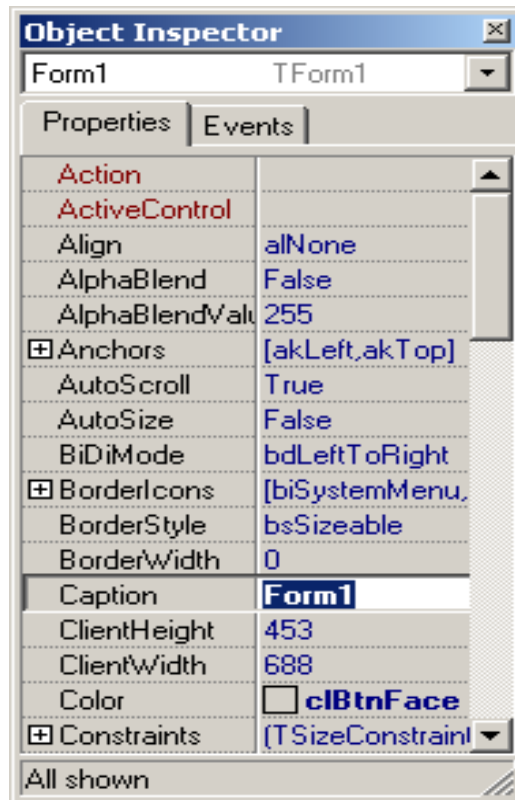 Object Inspector
Form1 TForm1
Properties Events
Action
ActiveControl
Align alNone
AlphaBlend False
AlphaBlendValu 255
Anchors [akLeft,akTop]
AutoScroll True
AutoSize False
BiDiMode bdLeftToRight
BorderIcons [biSystemMenu,
BorderStyle bsSizeable
BorderWidth 0
Caption Form1
ClientHeight 453
ClientWidth 688
Color clBtnFace
Constraints (TSizeConstraint
All shown